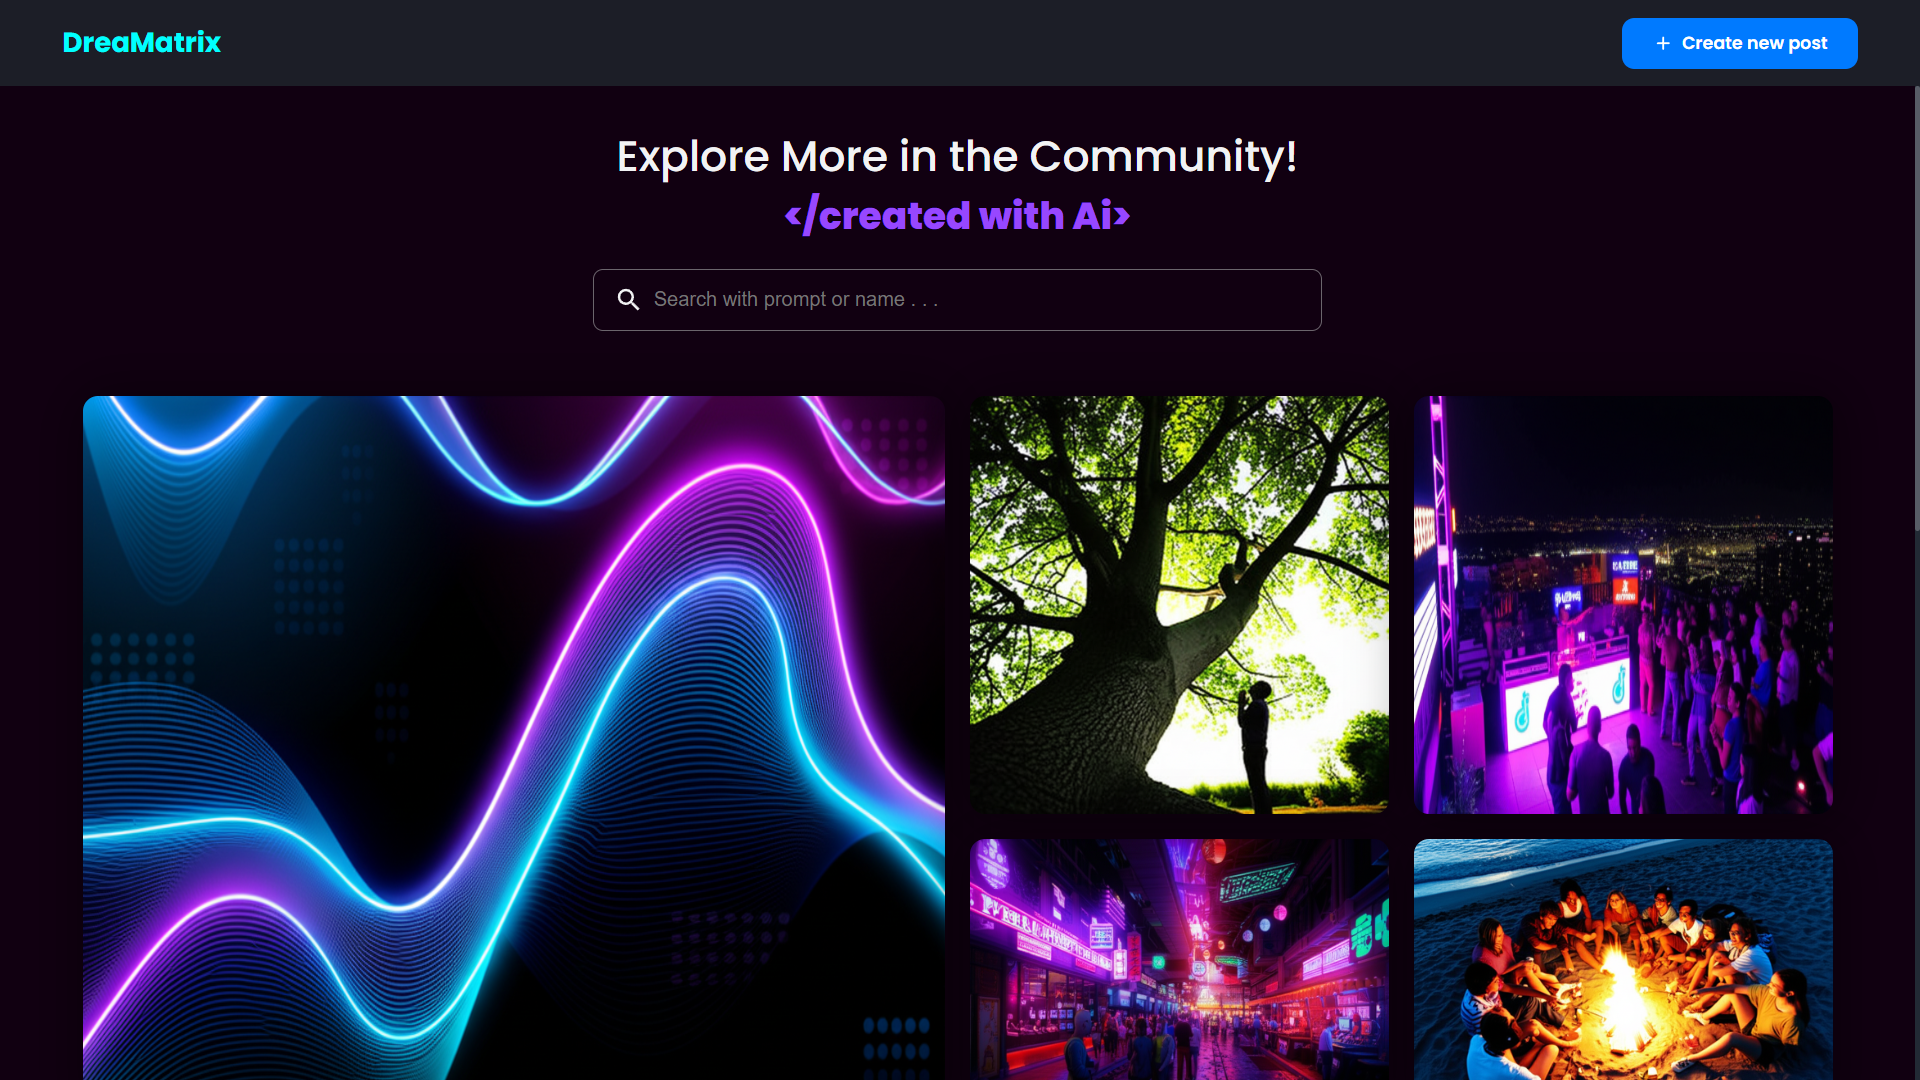 DreaMatrix
+ Create new post
Explore More in the Community!
</created with Ai>
Search with prompt or name . . .